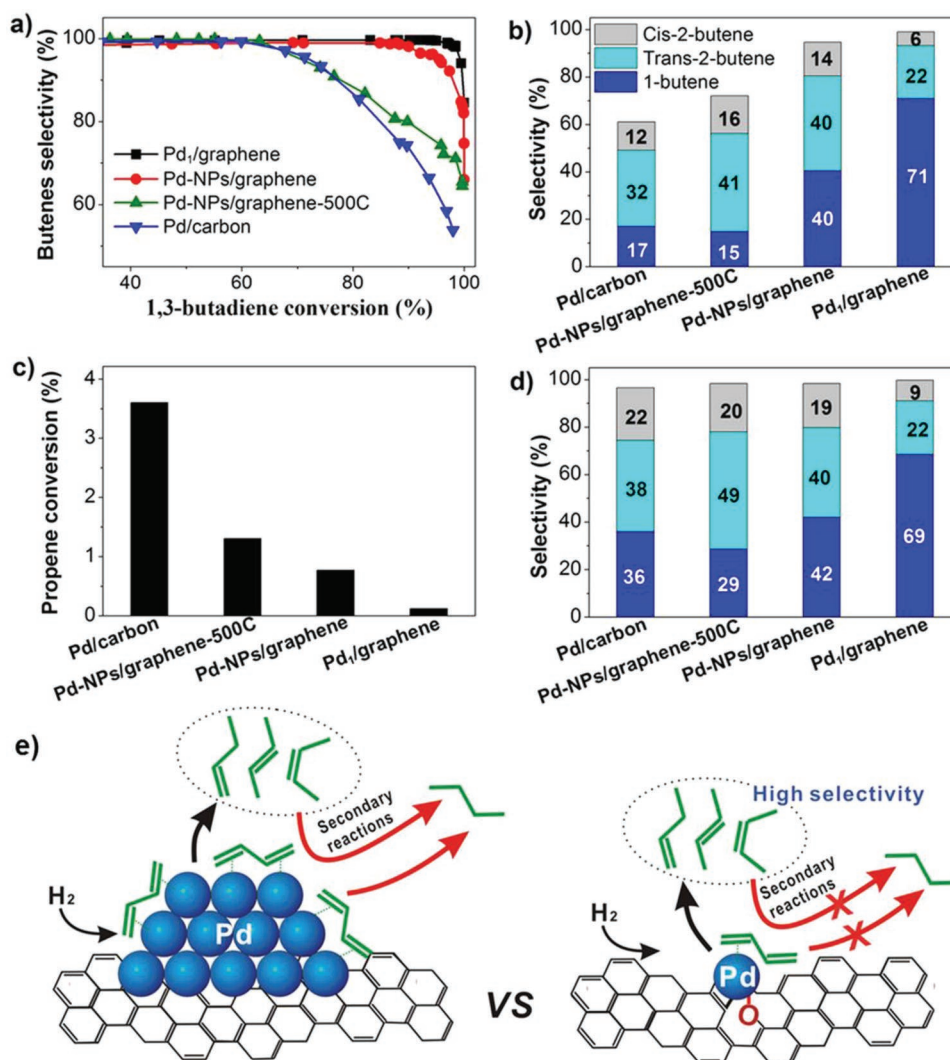 a)
Butenes selectivity (%)
100
90
80
70
60
Pd₁/graphene
Pd-NPs/graphene
Pd-NPs/graphene-500C
Pd/carbon
40
60
80
100
1,3-butadiene conversion (%)
b)
Selectivity (%)
100
80
60
40
20
0
Cis-2-butene
Trans-2-butene
1-butene
12
32
17
16
41
15
14
40
40
6
22
71
Pd/carbon
Pd-NPs/graphene-500C
Pd-NPs/graphene
Pd₁/graphene
c)
Propene conversion (%)
4
3
2
1
0
Pd/carbon
Pd-NPs/graphene-500C
Pd-NPs/graphene
Pd₁/graphene
d)
Selectivity (%)
100
80
60
40
20
0
22
38
36
20
49
29
19
40
42
9
22
69
Pd/carbon
Pd-NPs/graphene-500C
Pd-NPs/graphene
Pd₁/graphene
e)
Secondary
reactions
H₂
Pd
VS
High selectivity
Secondary
reactions
H₂
Pd
O